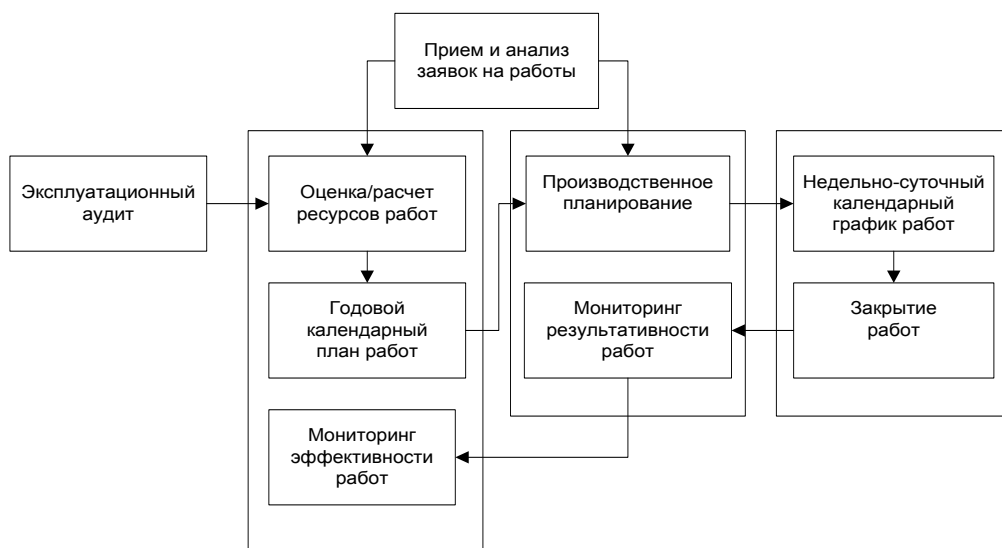 Прием и анализ
заявок на работы
Эксплуатационный
аудит
Оценка/расчет
ресурсов работ
Производственное
планирование
Недельно-суточный
календарный
график работ
Годовой
календарный
план работ
Мониторинг
результативности
работ
Закрытие
работ
Мониторинг
эффективности
работ